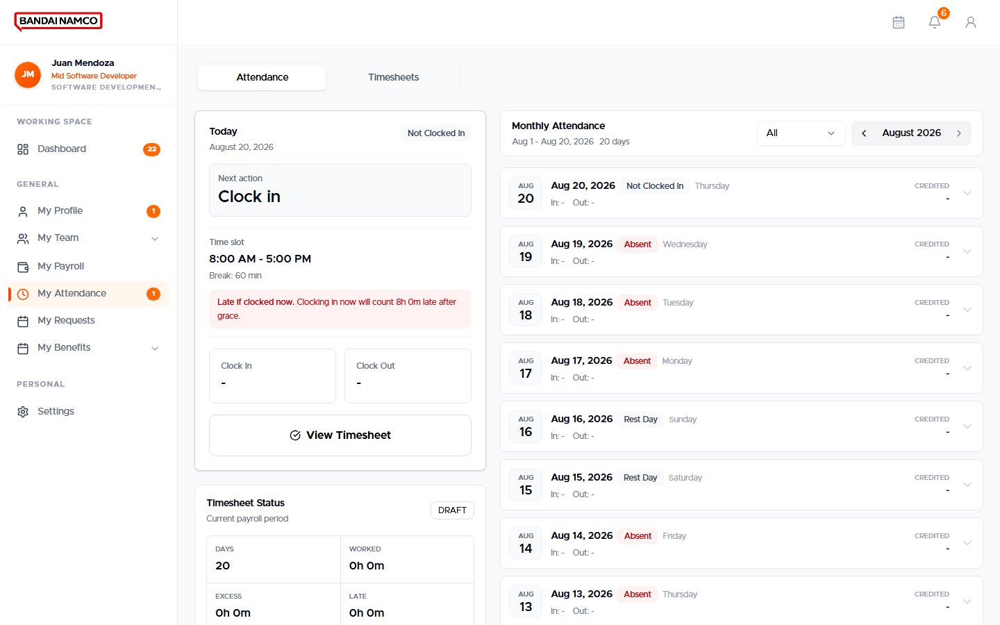 BANDAI NAMCO
6
JM
Juan Mendoza
Mid Software Developer
SOFTWARE DEVELOPMEN...
WORKING SPACE
Dashboard
22
GENERAL
My Profile
1
My Team
My Payroll
My Attendance
1
My Requests
My Benefits
PERSONAL
Settings
Attendance
Timesheets
Today
Not Clocked In
August 20, 2026
Next action
Clock in
Time slot
8:00 AM - 5:00 PM
Break: 60 min
Late if clocked now. Clocking in now will count 8h 0m late after
grace.
Clock In
-
Clock Out
-
View Timesheet
Timesheet Status
Current payroll period
DRAFT
DAYS
20
WORKED
0h 0m
EXCESS
0h 0m
LATE
0h 0m
Monthly Attendance
Aug 1 - Aug 20, 2026 20 days
All
August 2026
AUG
20
Aug 20, 2026 Not Clocked In Thursday
In: - Out: -
CREDITED
-
AUG
19
Aug 19, 2026 Absent Wednesday
In: - Out: -
CREDITED
-
AUG
18
Aug 18, 2026 Absent Tuesday
In: - Out: -
CREDITED
-
AUG
17
Aug 17, 2026 Absent Monday
In: - Out: -
CREDITED
-
AUG
16
Aug 16, 2026 Rest Day Sunday
In: - Out: -
CREDITED
-
AUG
15
Aug 15, 2026 Rest Day Saturday
In: - Out: -
CREDITED
-
AUG
14
Aug 14, 2026 Absent Friday
In: - Out: -
CREDITED
-
AUG
13
Aug 13, 2026 Absent Thursday
In: - Out: -
CREDITED
-